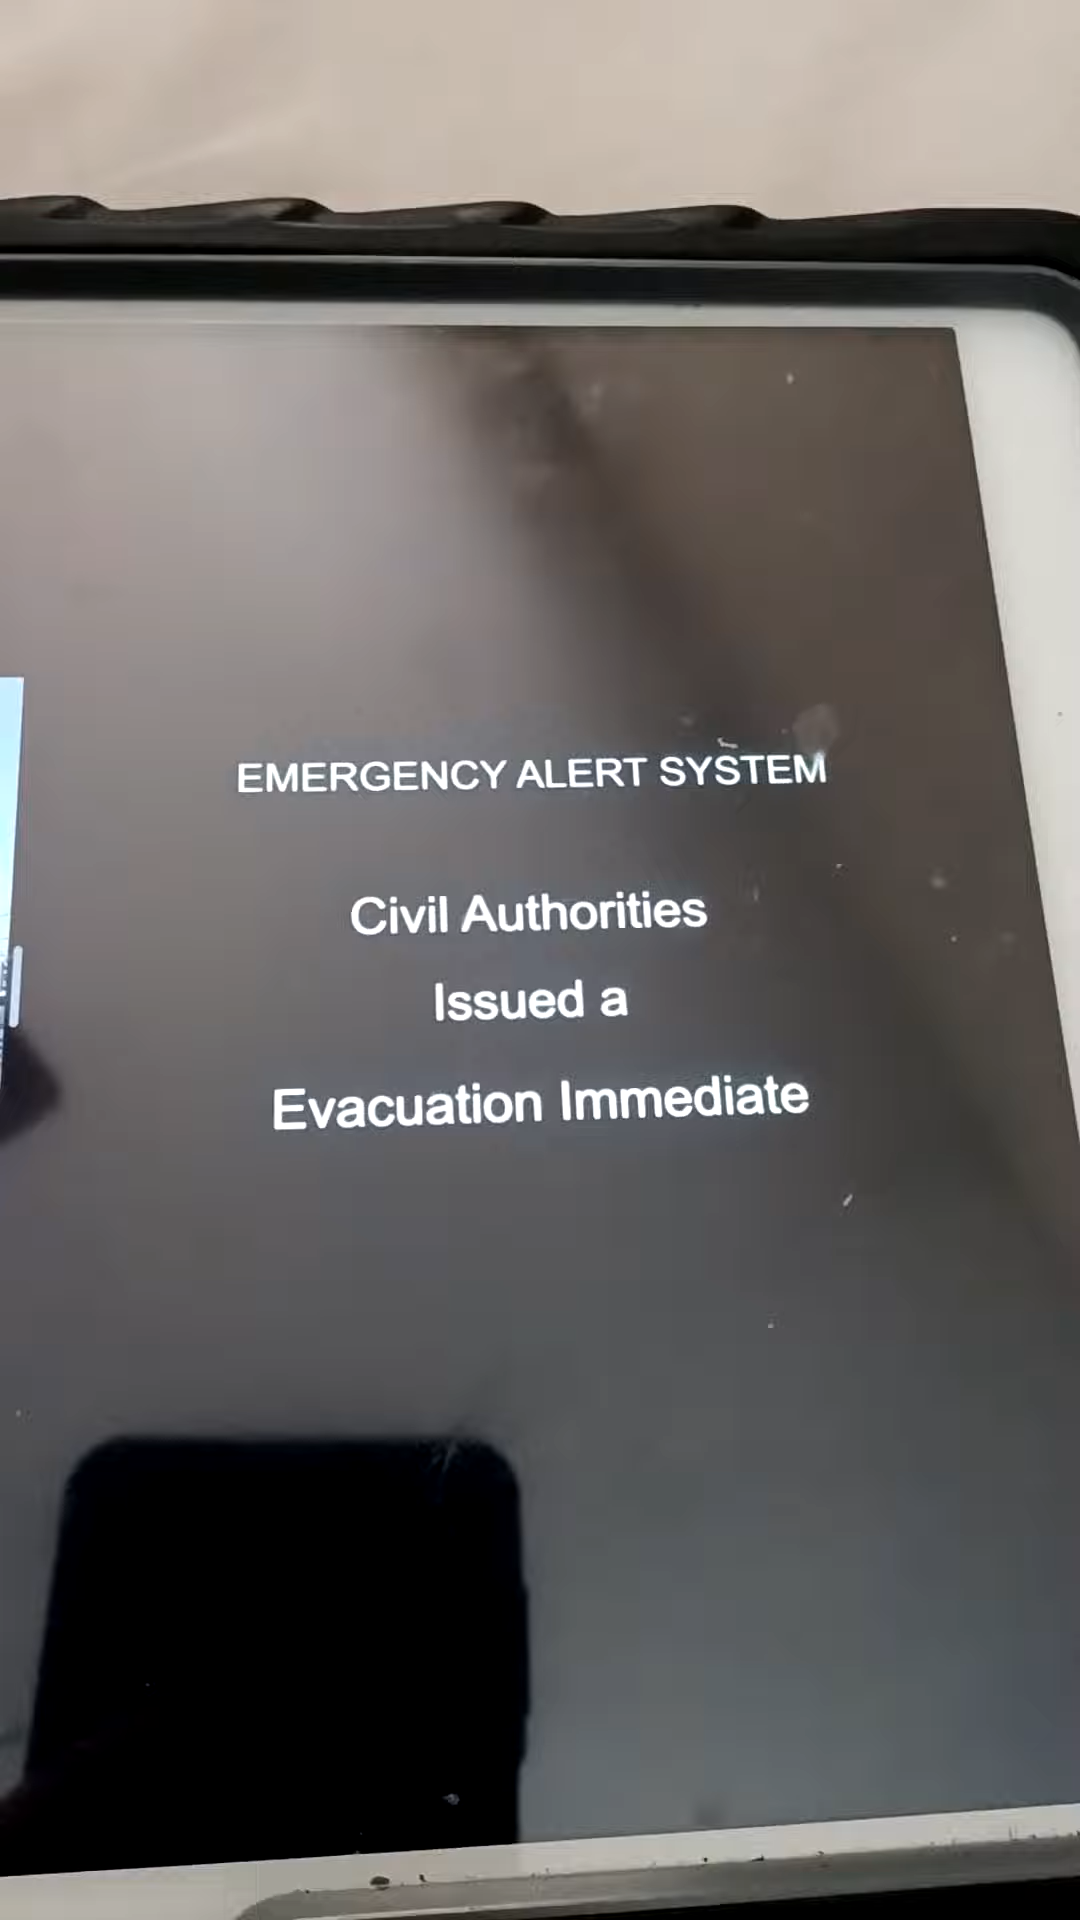 EMERGENCY ALERT SYSTEM
Civil Authorities
Issued a
Evacuation Immediate